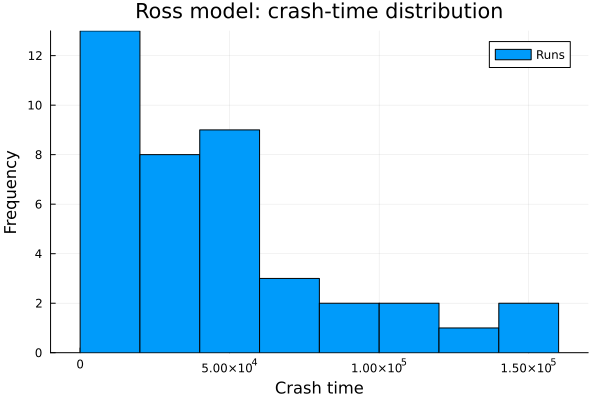 Ross model: crash-time distribution
Runs
Frequency
12
10
8
6
4
2
0
0 5.00×10⁴ 1.00×10⁵ 1.50×10⁵
Crash time